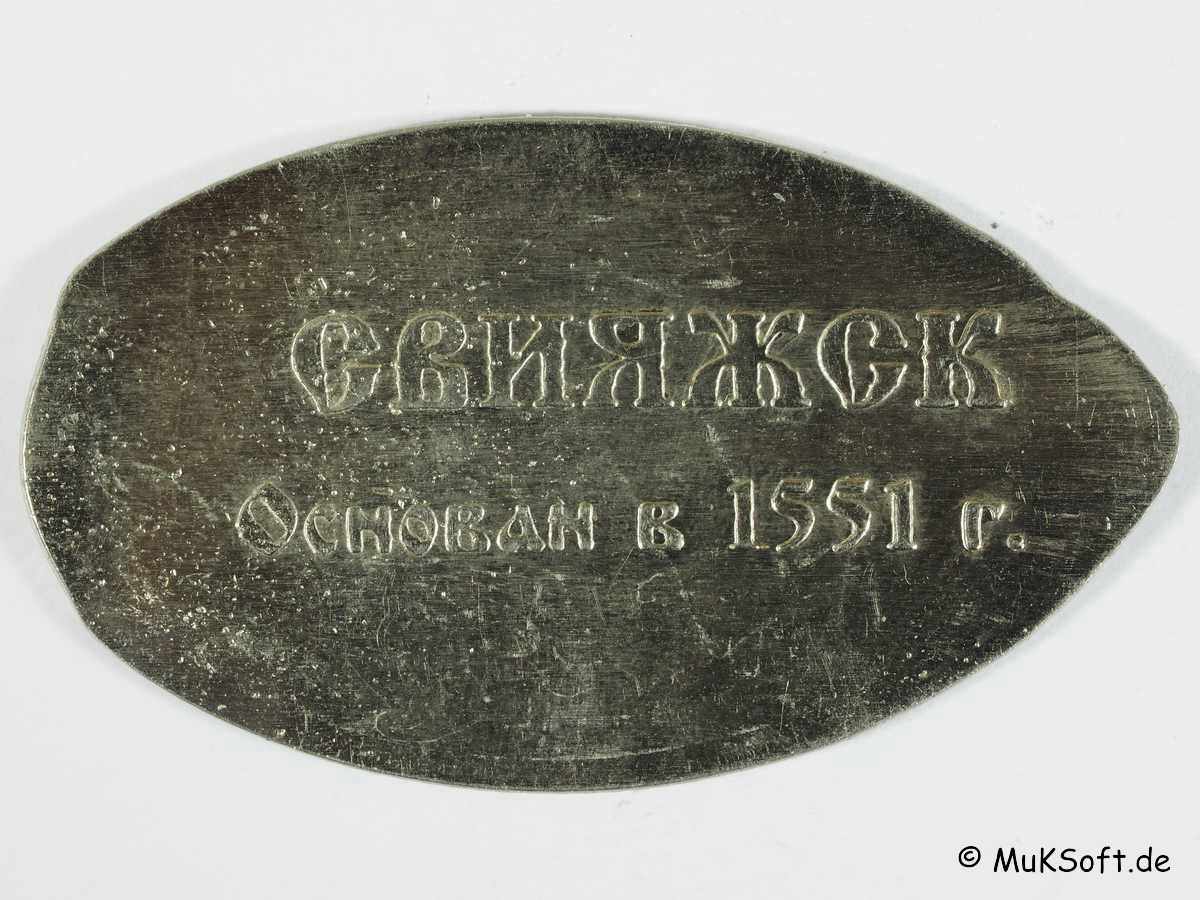 СВИЯЖСК
Основан в 1551 г.
© MuKSoft.de